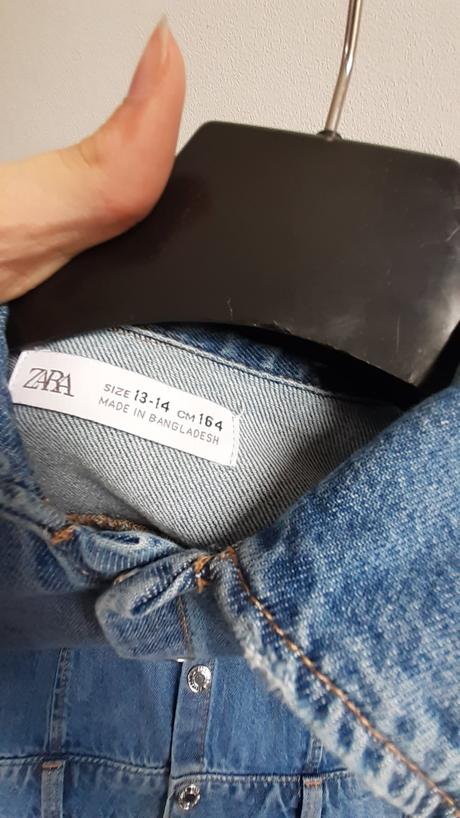 ZARA
SIZE 13-14 CM 164
MADE IN BANGLADESH